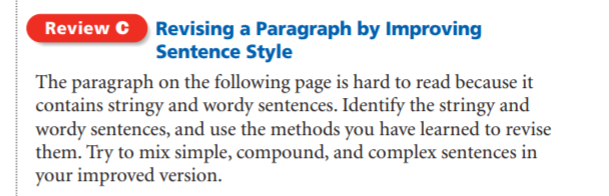 Review C Revising a Paragraph by Improving
Sentence Style
The paragraph on the following page is hard to read because it
contains stringy and wordy sentences. Identify the stringy and
wordy sentences, and use the methods you have learned to revise
them. Try to mix simple, compound, and complex sentences in
your improved version.